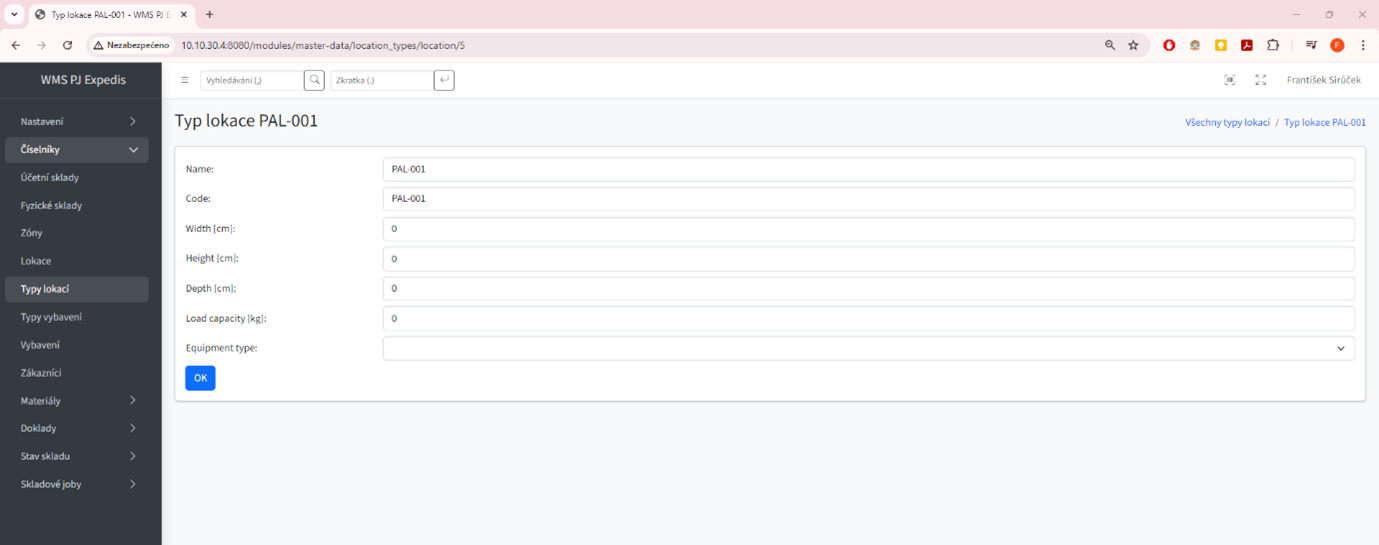 Typ lokace PAL-001 - WMS PJ E
Nezabezpečeno
10.10.30.4:8080/modules/master-data/location_types/location/5
F
WMS PJ Expedis
Vyhledávání (,)
Zkratka (.)
František Sirůček
Nastavení
Číselníky
Účetní sklady
Fyzické sklady
Zóny
Lokace
Typy lokací
Typy vybavení
Vybavení
Zákazníci
Materiály
Doklady
Stav skladu
Skladové joby
Typ lokace PAL-001
Všechny typy lokací / Typ lokace PAL-001
Name: PAL-001
Code: PAL-001
Width [cm]: 0
Height [cm]: 0
Depth [cm]: 0
Load capacity [kg]: 0
Equipment type:
OK